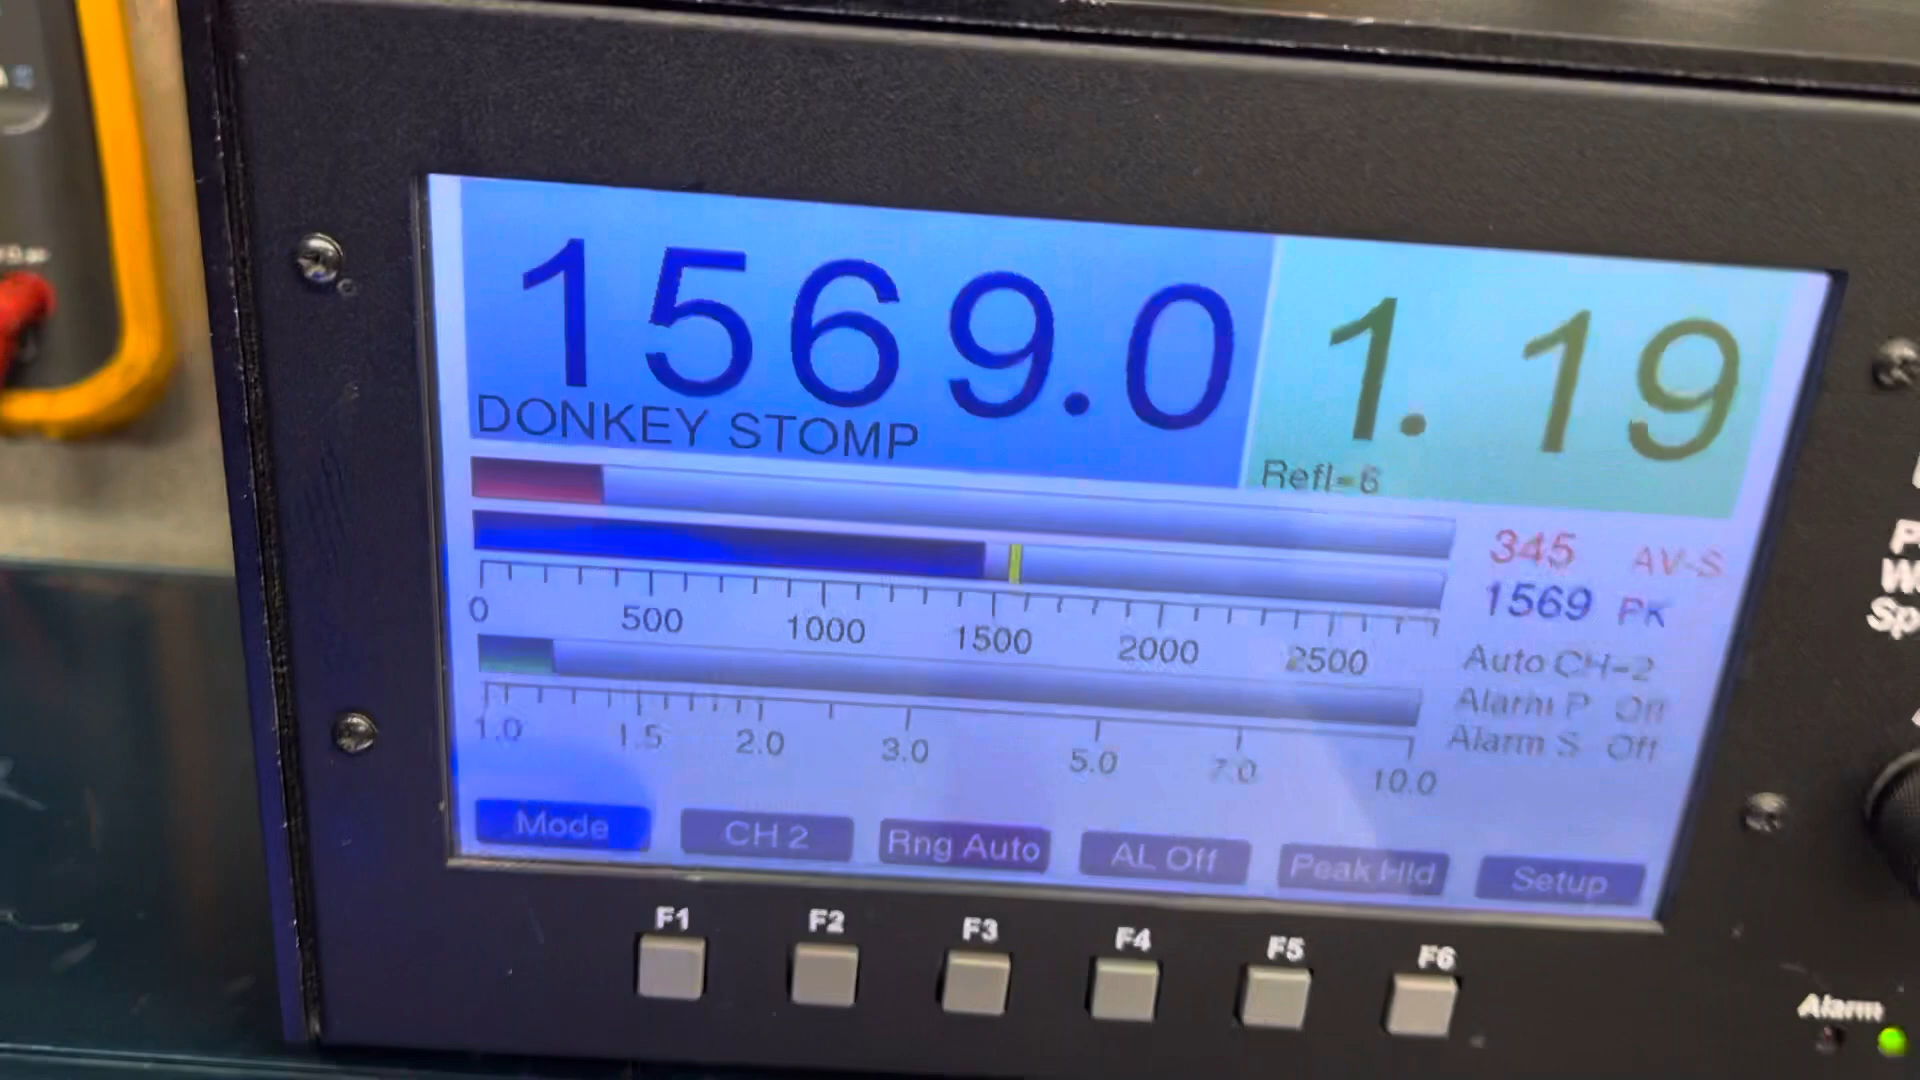 1569.0
1.19
DONKEY STOMP
Refl=6
345 AV-S
1569 PK
0 500 1000 1500 2000 2500
Auto CH-2
Alarm P Off
Alarm S Off
1.0 1.5 2.0 3.0 5.0 7.0 10.0
Mode CH 2 Rng Auto AL Off Peak Hld Setup
F1 F2 F3 F4 F5 F6
Alarm